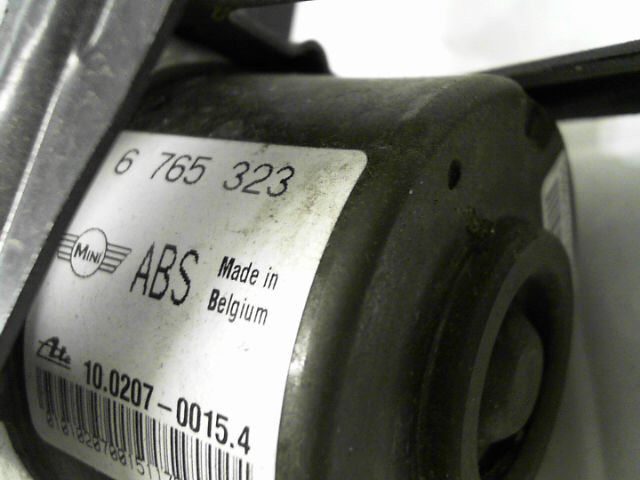 6 765 323
MINI
ABS
Made in
Belgium
Ate
10.0207-0015.4